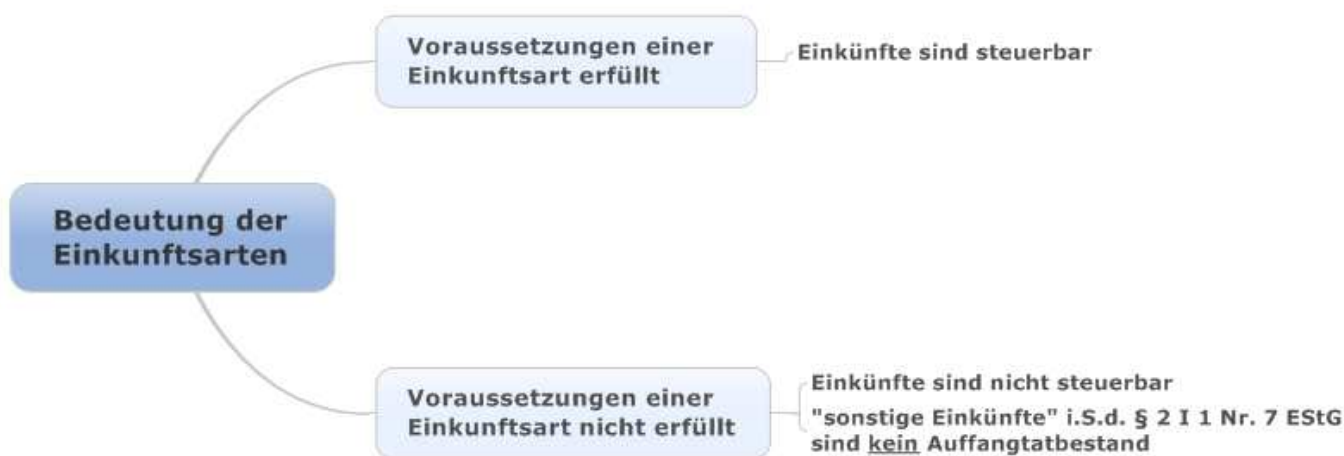 Voraussetzungen einer
Einkunftsart erfüllt
Einkünfte sind steuerbar
Bedeutung der
Einkunftsarten
Voraussetzungen einer
Einkunftsart nicht erfüllt
Einkünfte sind nicht steuerbar
"sonstige Einkünfte" i.S.d. § 2 I 1 Nr. 7 EStG
sind kein Auffangtatbestand